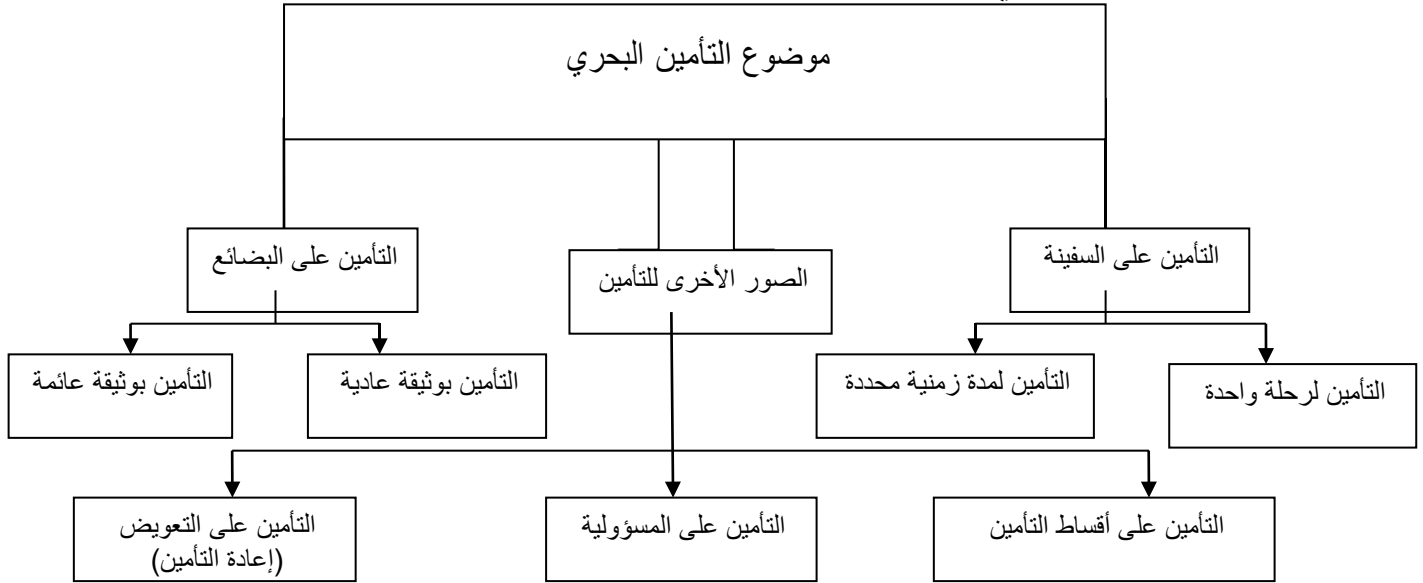 موضوع التأمين البحري
التأمين على السفينة
الصور الأخرى للتأمين
التأمين على البضائع
التأمين لرحلة واحدة
التأمين لمدة زمنية محددة
التأمين بوثيقة عادية
التأمين بوثيقة عائمة
التأمين على أقساط التأمين
التأمين على المسؤولية
التأمين على التعويض
(إعادة التأمين)